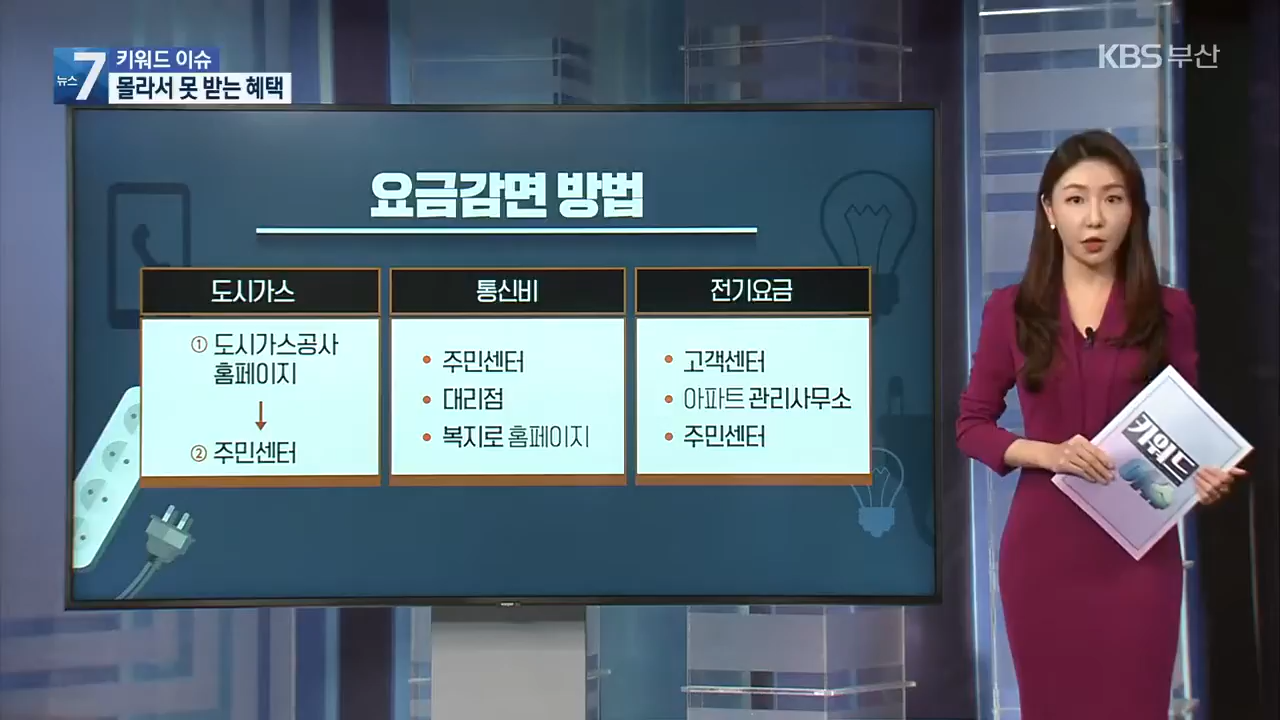 뉴스 7
키워드 이슈
몰라서 못 받는 혜택
KBS 부산
요금감면 방법
도시가스
① 도시가스공사
홈페이지
↓
② 주민센터
통신비
• 주민센터
• 대리점
• 복지로 홈페이지
전기요금
• 고객센터
• 아파트 관리사무소
• 주민센터
키워드